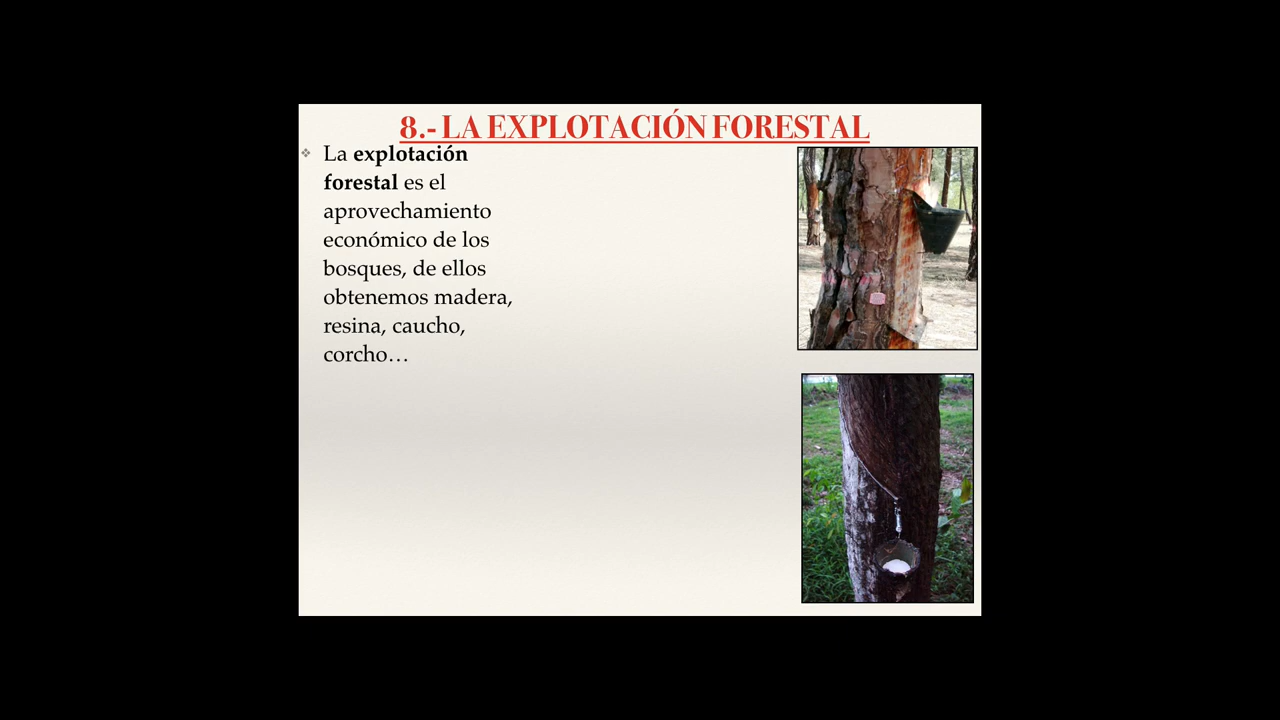 8.- LA EXPLOTACIÓN FORESTAL
La explotación
forestal es el
aprovechamiento
económico de los
bosques, de ellos
obtenemos madera,
resina, caucho,
corcho…